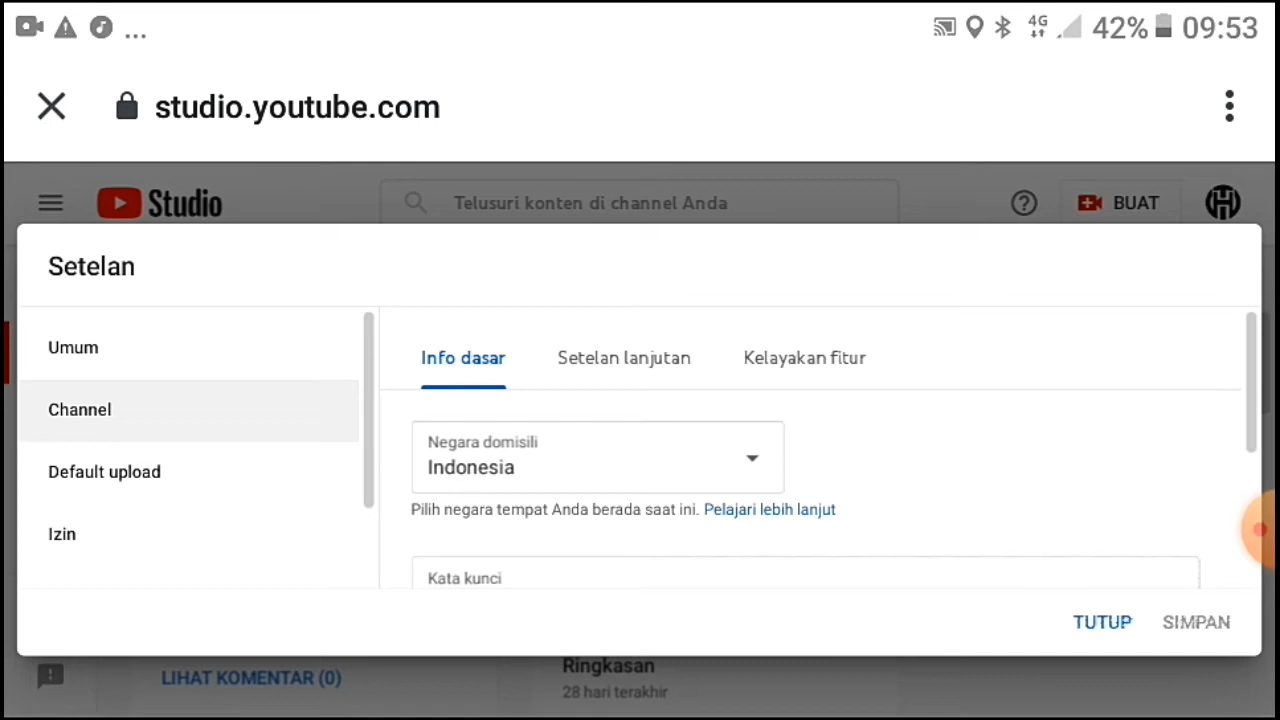 ... 4G 42% 09:53
studio.youtube.com
Studio Telusuri konten di channel Anda BUAT
Setelan
Umum
Channel
Default upload
Izin
Info dasar Setelan lanjutan Kelayakan fitur
Negara domisili
Indonesia
Pilih negara tempat Anda berada saat ini. Pelajari lebih lanjut
Kata kunci
TUTUP SIMPAN
LIHAT KOMENTAR (0)
Ringkasan
28 hari terakhir